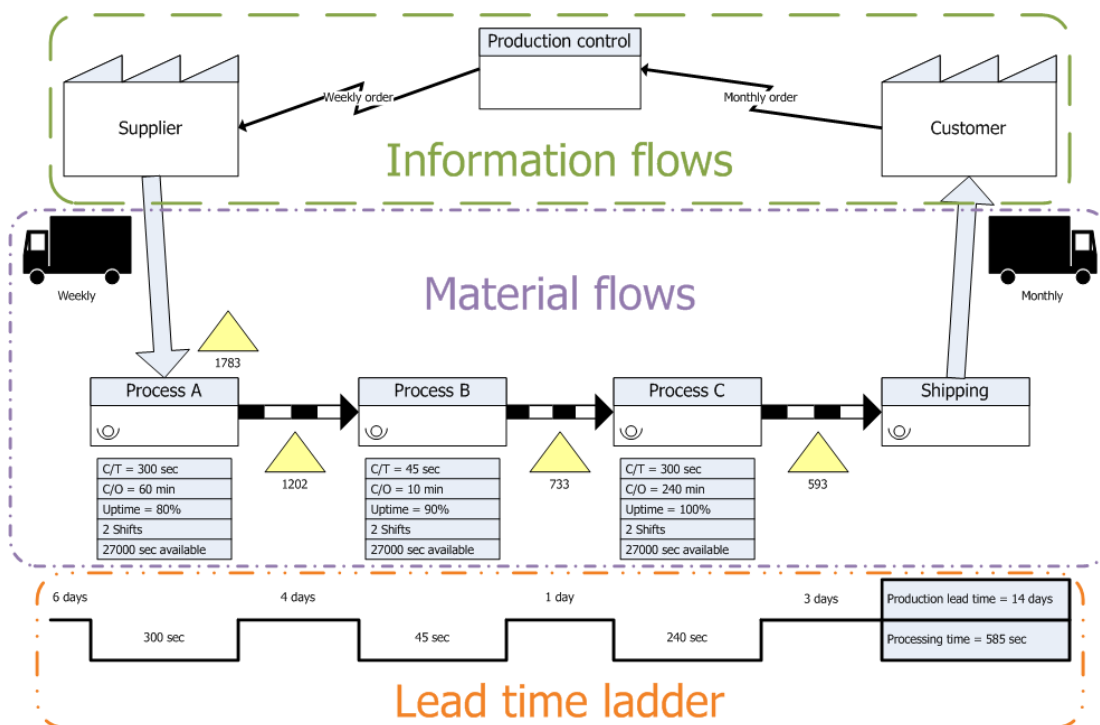 Production control
Weekly order
Monthly order
Supplier
Customer
Information flows
Weekly
Material flows
Monthly
1783
Process A
Process B
Process C
Shipping
1202
733
593
C/T = 300 sec
C/O = 60 min
Uptime = 80%
2 Shifts
27000 sec available
C/T = 45 sec
C/O = 10 min
Uptime = 90%
2 Shifts
27000 sec available
C/T = 300 sec
C/O = 240 min
Uptime = 100%
2 Shifts
27000 sec available
6 days
4 days
1 day
3 days
Production lead time = 14 days
300 sec
45 sec
240 sec
Processing time = 585 sec
Lead time ladder